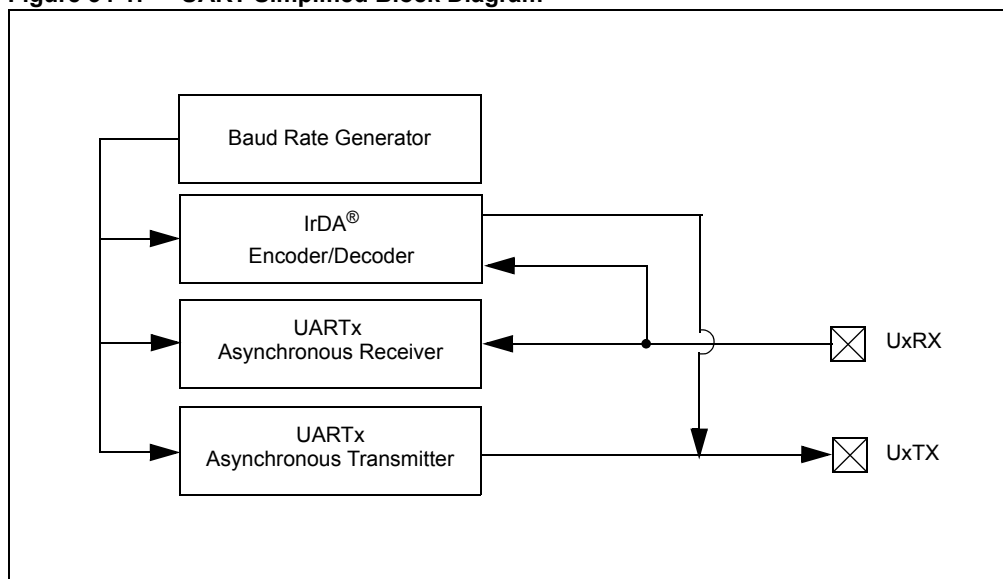 Baud Rate Generator
IrDA®
Encoder/Decoder
UARTx
Asynchronous Receiver
UxRX
UARTx
Asynchronous Transmitter
UxTX